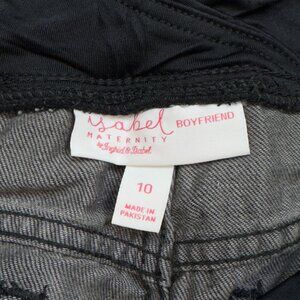 isabel
BOYFRIEND
MATERNITY
by Ingrid & Isabel
10
MADE IN
PAKISTAN